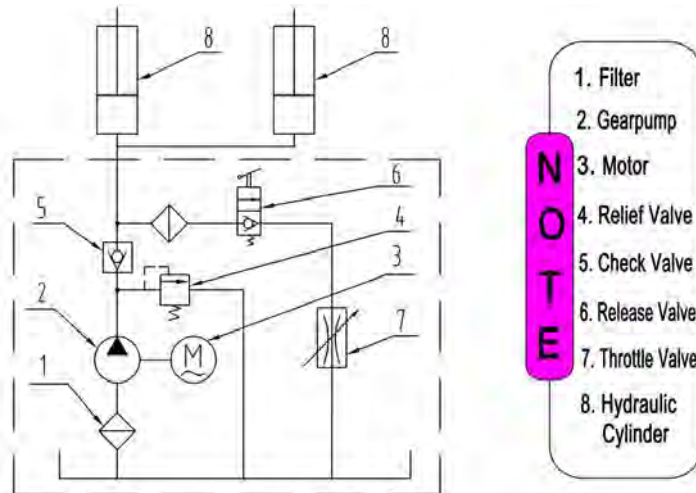 8
8
6
5
4
3
2
M
7
1
NOTE
1. Filter
2. Gearpump
3. Motor
4. Relief Valve
5. Check Valve
6. Release Valve
7. Throttle Valve
8. Hydraulic
Cylinder